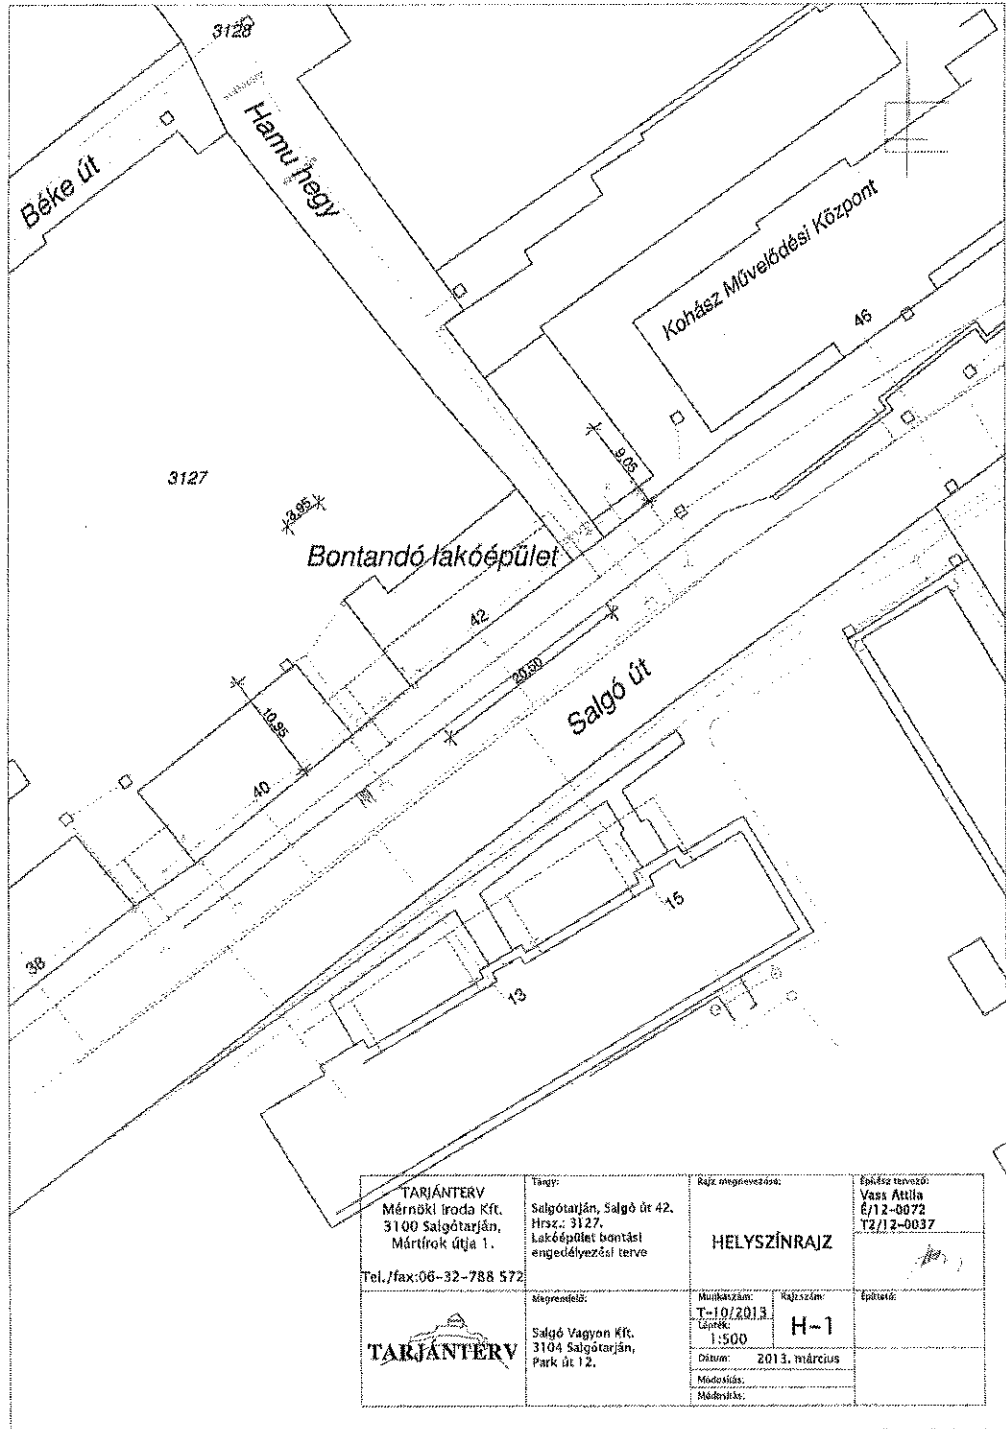 3128
Hamu hegy
Béke út
Kohász Művelődési Központ
46
9,05
3127
3,95
Bontandó lakóépület
42
20,50
Salgó út
10,95
40
38
15
13
TARJÁNTERV
Mérnöki Iroda Kft.
3100 Salgótarján,
Mártírok útja 1.
Tel./fax:06-32-788 572
Tárgy:
Salgótarján, Salgó út 42.
Hrsz.: 3127.
Lakóépület bontási
engedélyezési terve
Rajz megnevezése:
HELYSZÍNRAJZ
Építész tervező:
Vass Attila
É/12-0072
T2/12-0037
TARJÁNTERV
Megrendelő:
Salgó Vagyon Kft.
3104 Salgótarján,
Park út 12.
Munkaszám:
T-10/2013
Rajzszám:
H-1
Lépték:
1:500
Dátum: 2013. március
Módosítás:
Módosítás: